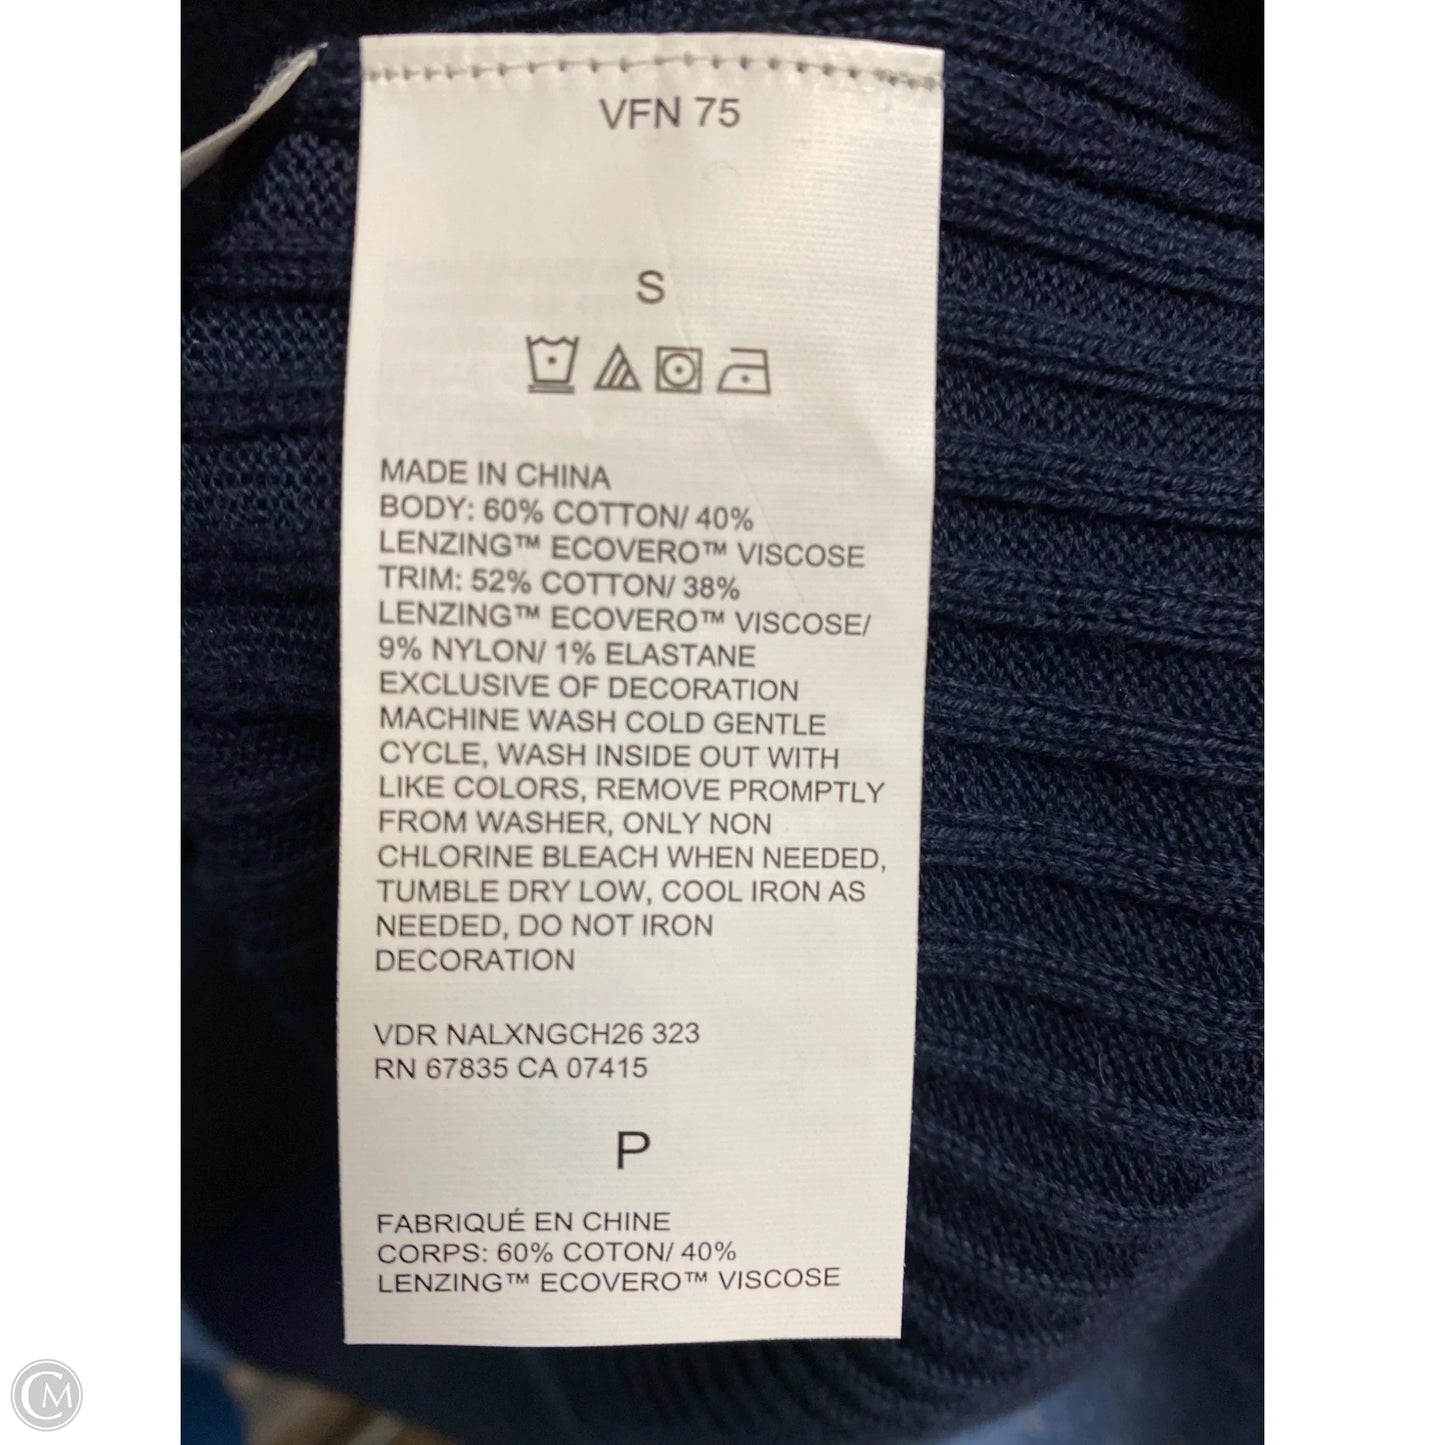 VFN 75
S
MADE IN CHINA
BODY: 60% COTTON/ 40%
LENZING™ ECOVERO™ VISCOSE
TRIM: 52% COTTON/ 38%
LENZING™ ECOVERO™ VISCOSE/
9% NYLON/ 1% ELASTANE
EXCLUSIVE OF DECORATION
MACHINE WASH COLD GENTLE
CYCLE, WASH INSIDE OUT WITH
LIKE COLORS, REMOVE PROMPTLY
FROM WASHER, ONLY NON
CHLORINE BLEACH WHEN NEEDED,
TUMBLE DRY LOW, COOL IRON AS
NEEDED, DO NOT IRON
DECORATION
VDR NALXNGCH26 323
RN 67835 CA 07415
P
FABRIQUÉ EN CHINE
CORPS: 60% COTON/ 40%
LENZING™ ECOVERO™ VISCOSE
CM